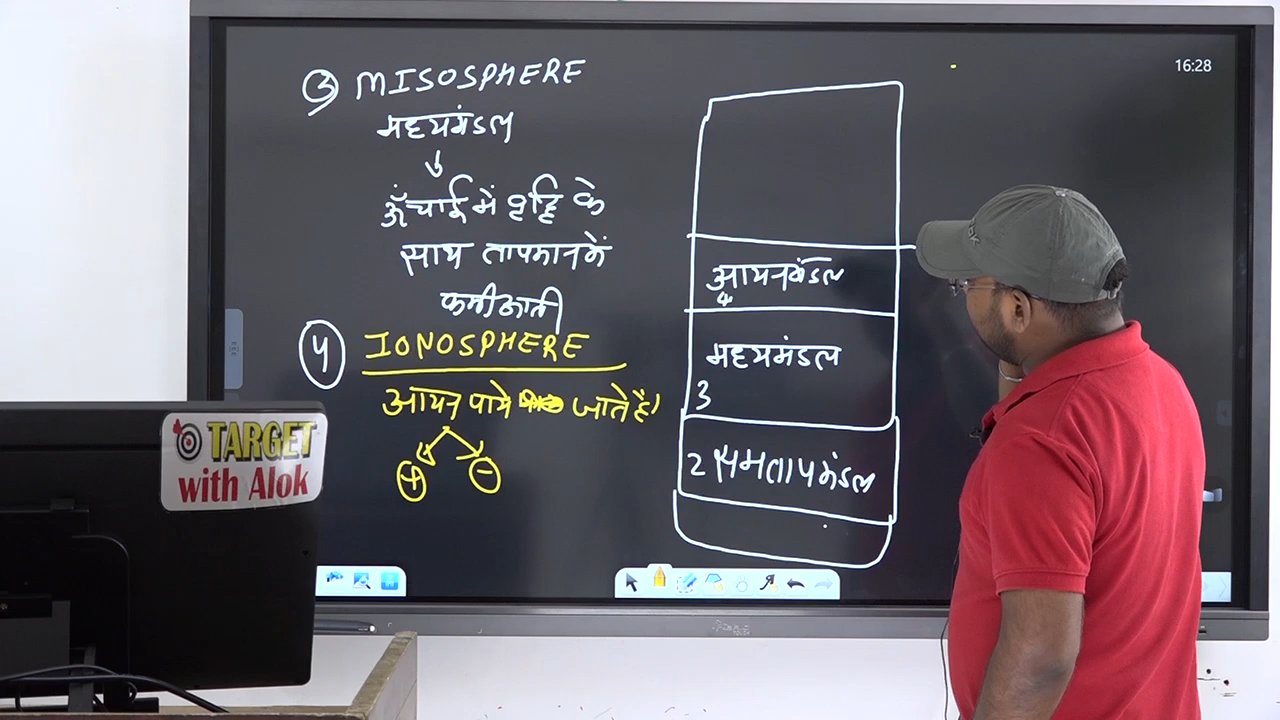 16:28
③ MISOSPHERE
मध्यमंडल
ऊँचाई में वृद्धि के
साथ तापमान में
कमी आती
④ IONOSPHERE
आयन पाये जाते है।
+ -
आयनमंडल
4
मध्यमंडल
3
2 समतापमंडल
TARGET
with Alok